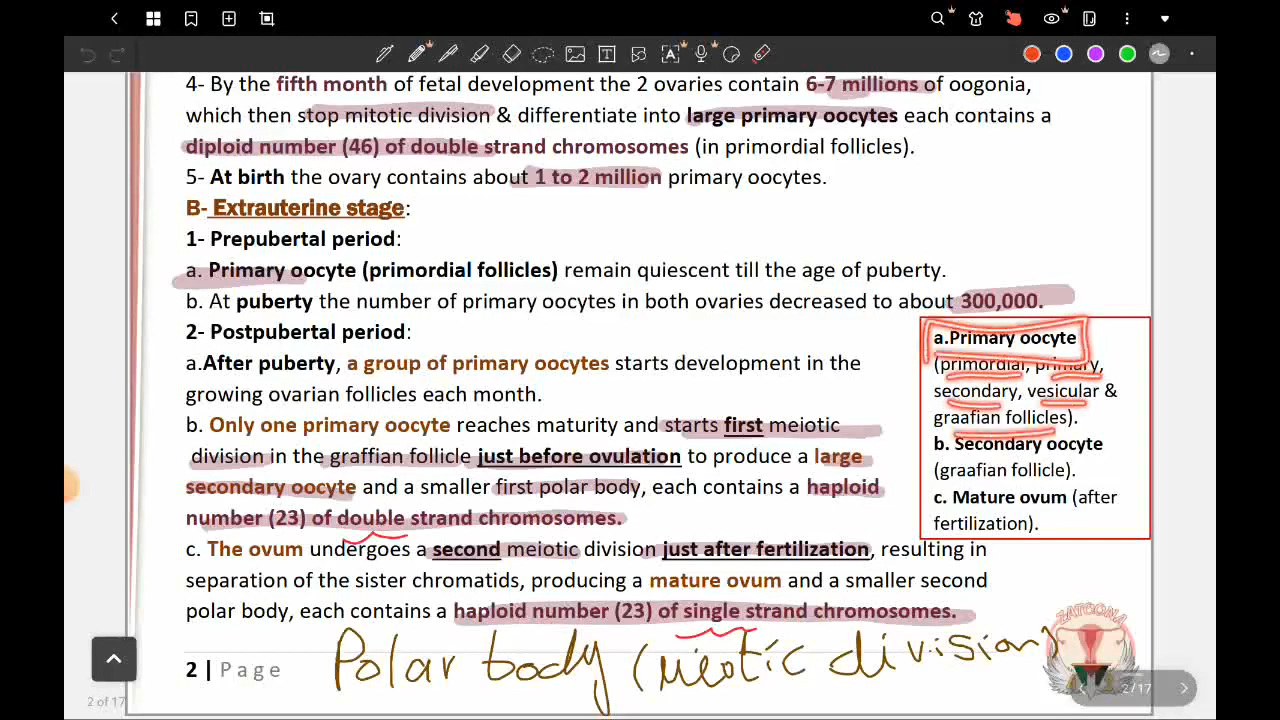 4- By the fifth month of fetal development the 2 ovaries contain 6-7 millions of oogonia,
which then stop mitotic division & differentiate into large primary oocytes each contains a
diploid number (46) of double strand chromosomes (in primordial follicles).
5- At birth the ovary contains about 1 to 2 million primary oocytes.
B- Extrauterine stage:
1- Prepubertal period:
a. Primary oocyte (primordial follicles) remain quiescent till the age of puberty.
b. At puberty the number of primary oocytes in both ovaries decreased to about 300,000.
2- Postpubertal period:
a.After puberty, a group of primary oocytes starts development in the
growing ovarian follicles each month.
b. Only one primary oocyte reaches maturity and starts first meiotic
division in the graffian follicle just before ovulation to produce a large
secondary oocyte and a smaller first polar body, each contains a haploid
number (23) of double strand chromosomes.
c. The ovum undergoes a second meiotic division just after fertilization, resulting in
separation of the sister chromatids, producing a mature ovum and a smaller second
polar body, each contains a haploid number (23) of single strand chromosomes.
a.Primary oocyte
(primordial, primary,
secondary, vesicular &
graafian follicles).
b. Secondary oocyte
(graafian follicle).
c. Mature ovum (after
fertilization).
Polar body (meotic division)
2 | Page
ZATOONA
2 of 17
2/17